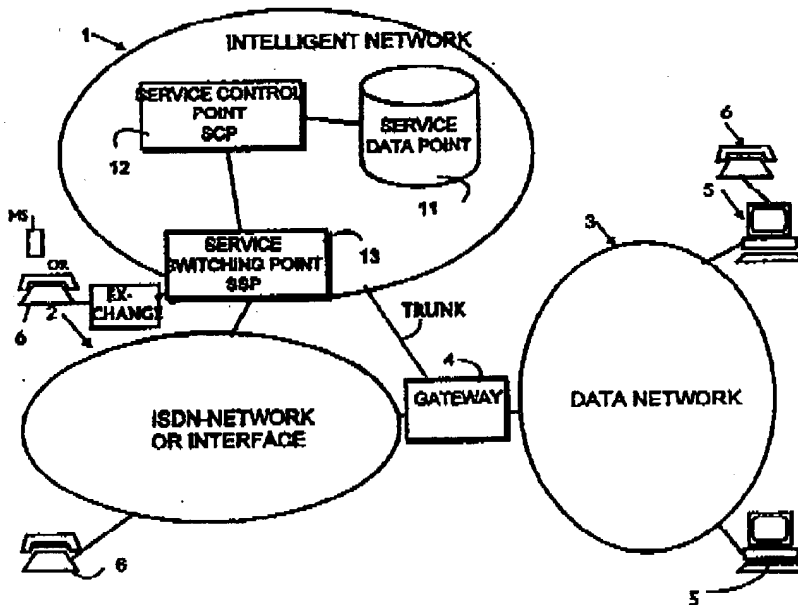 1
INTELLIGENT NETWORK
SERVICE CONTROL
POINT
SCP
12
SERVICE
DATA POINT
11
6
5
MS
OR
6
EX-
CHANGE
SERVICE
SWITCHING POINT
SSP
13
3
2
TRUNK
4
GATEWAY
DATA NETWORK
ISDN-NETWORK
OR INTERFACE
6
5